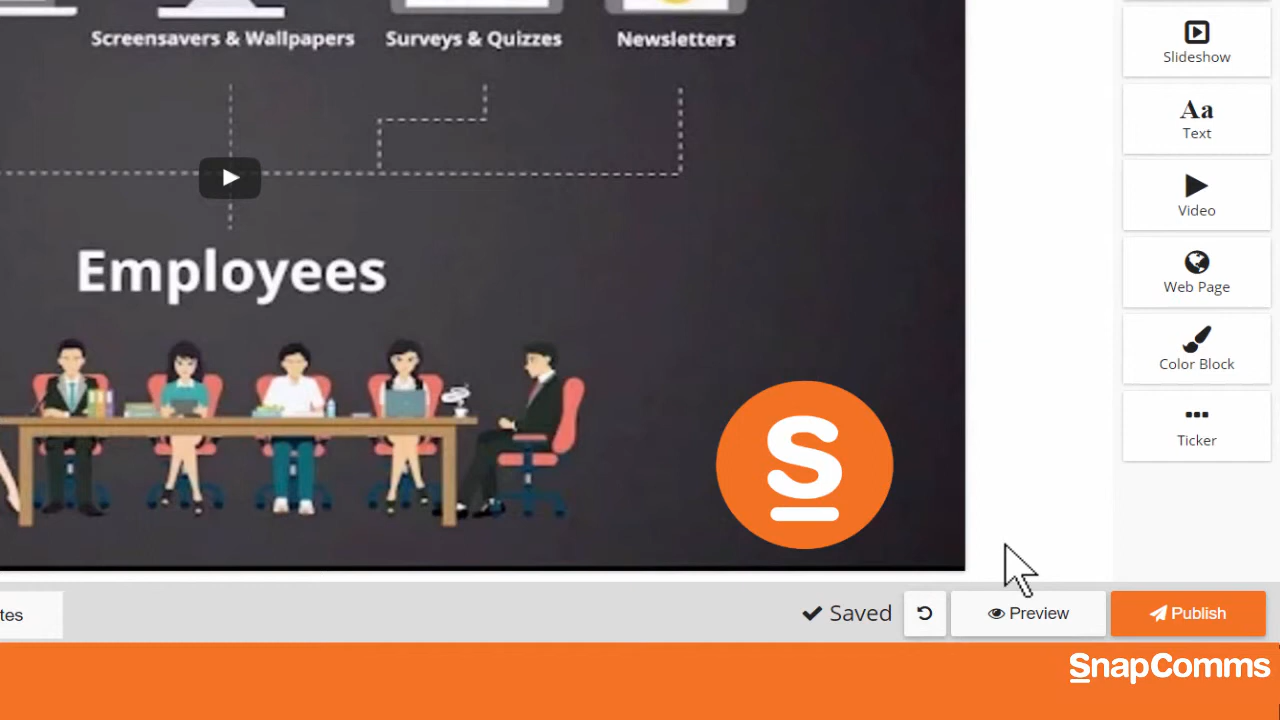 Screensavers & Wallpapers
Surveys & Quizzes
Newsletters
Employees
S
Slideshow
Aa
Text
Video
Web Page
Color Block
Ticker
tes
Saved
Preview
Publish
SnapComms